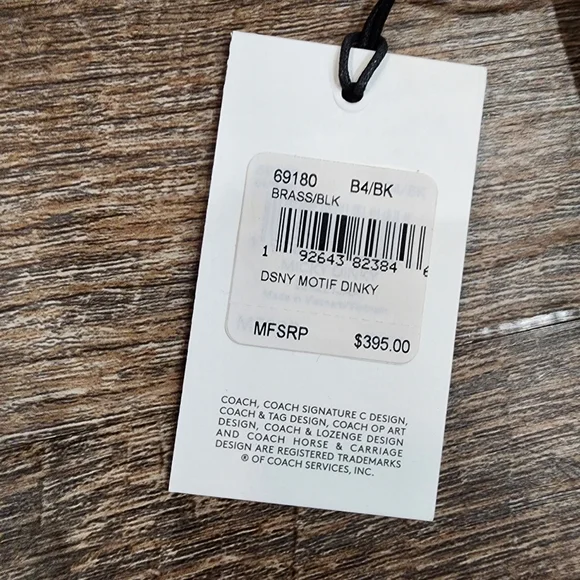 69180 B4/BK
BRASS/BLK
1 92643 82384 6
DSNY MOTIF DINKY
MFSRP $395.00
COACH, COACH SIGNATURE C DESIGN,
COACH & TAG DESIGN, COACH OP ART
DESIGN, COACH & LOZENGE DESIGN
AND COACH HORSE & CARRIAGE
DESIGN ARE REGISTERED TRADEMARKS
® OF COACH SERVICES, INC.